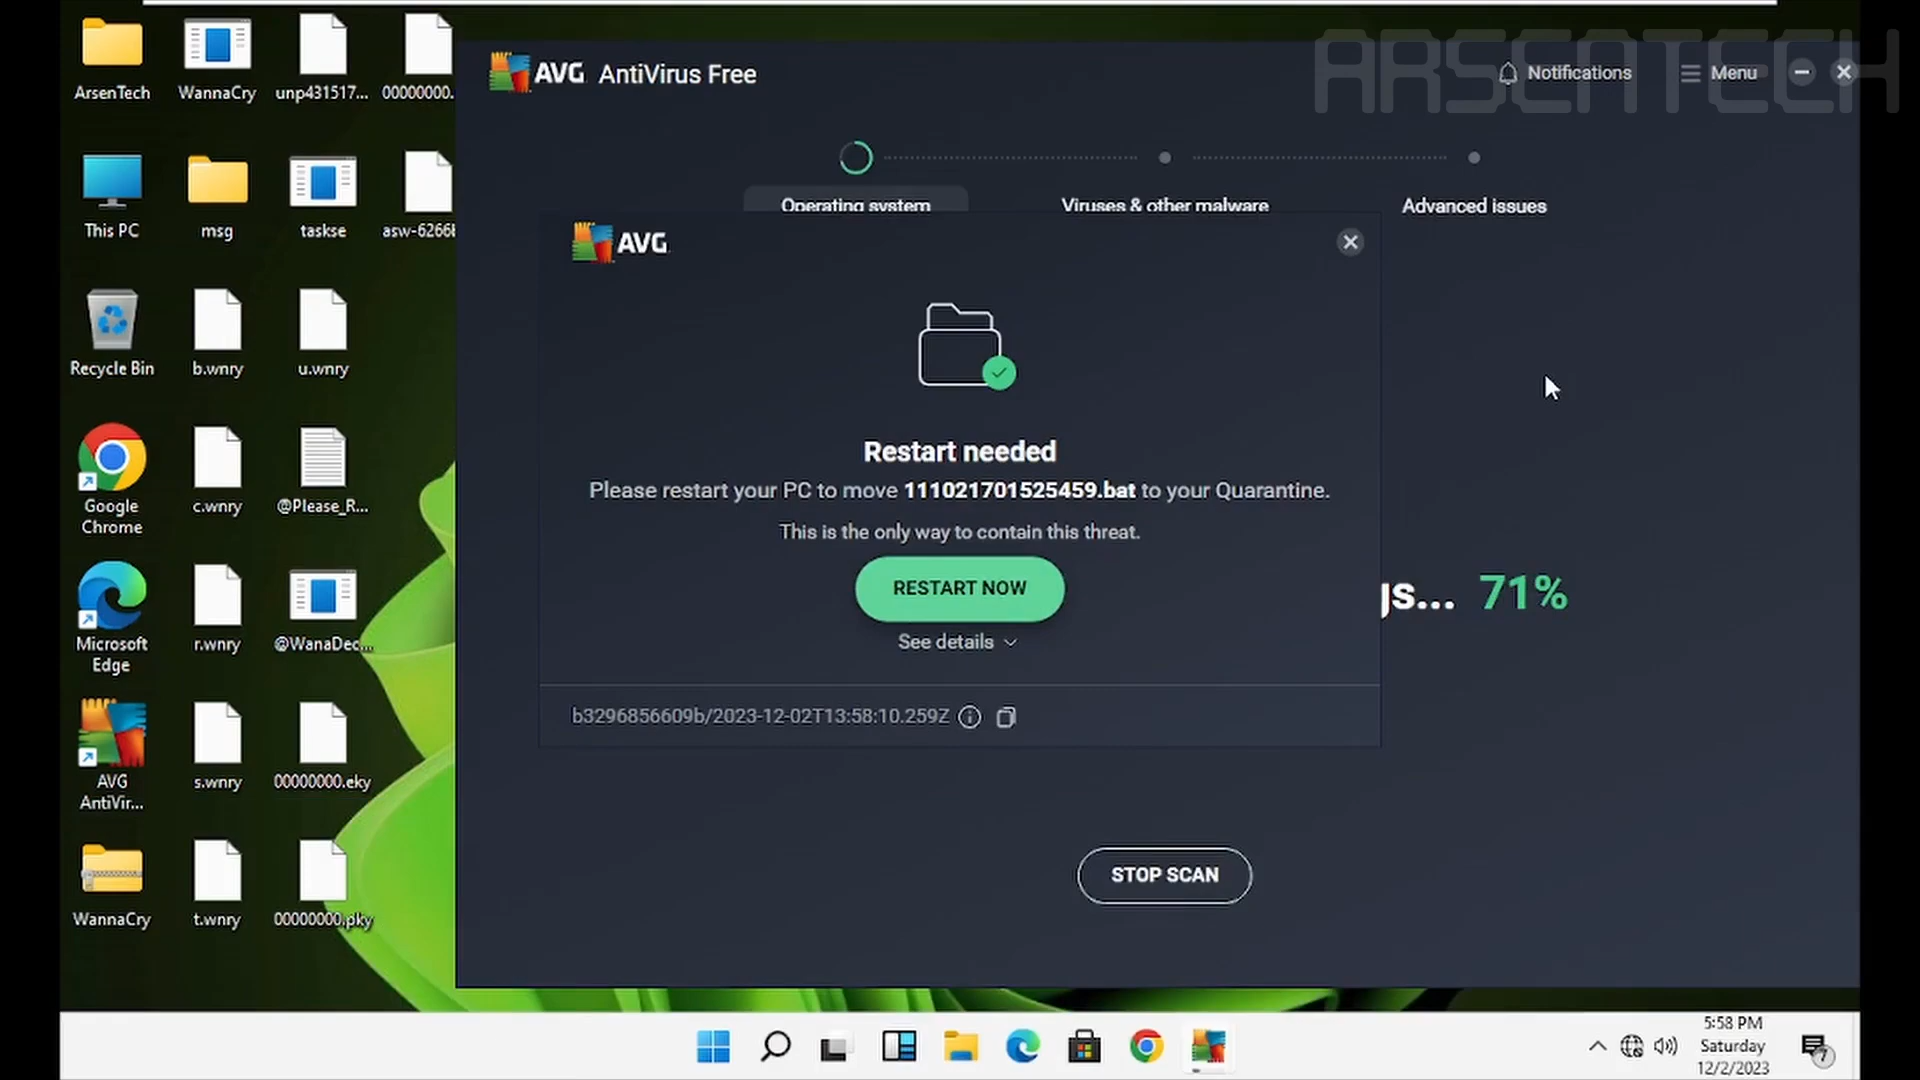 ARSENTECH
AVG AntiVirus Free
Notifications
Menu
Operating system
Viruses & other malware
Advanced issues
AVG
Restart needed
Please restart your PC to move 111021701525459.bat to your Quarantine.
This is the only way to contain this threat.
RESTART NOW
See details
b3296856609b/2023-12-02T13:58:10.259Z
gs... 71%
STOP SCAN
ArsenTech
WannaCry
unp431517...
00000000.
This PC
msg
taskse
asw-6266b
Recycle Bin
b.wnry
u.wnry
Google
Chrome
c.wnry
@Please_R...
Microsoft
Edge
r.wnry
@WanaDec...
AVG
AntiVir...
s.wnry
00000000.eky
WannaCry
t.wnry
00000000.pky
5:58 PM
Saturday
12/2/2023
7